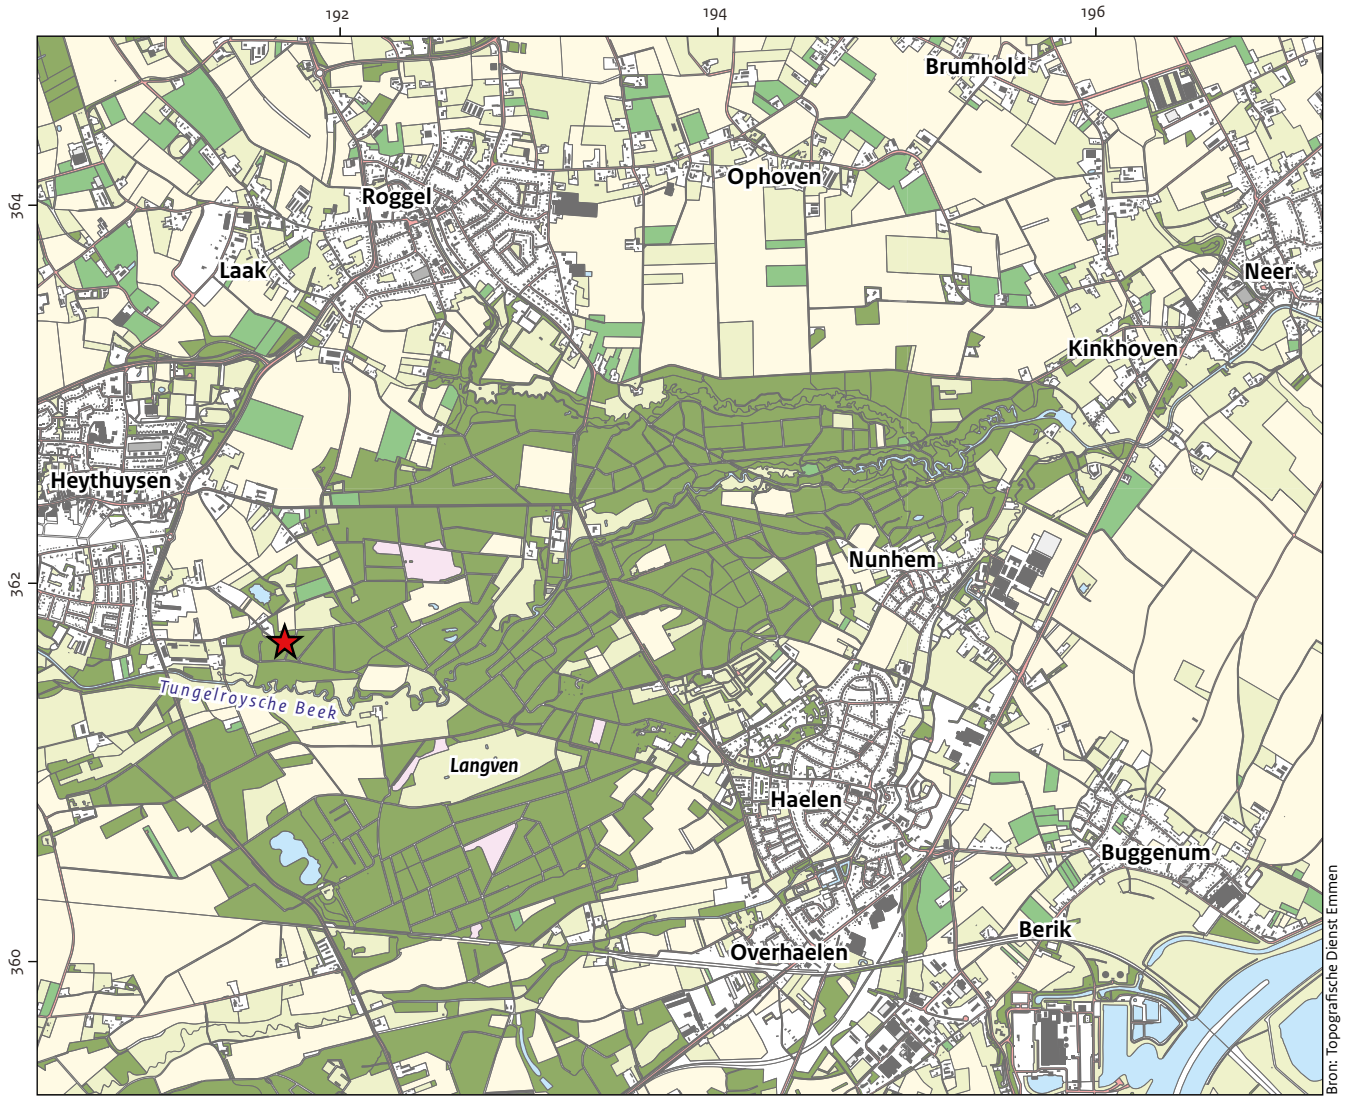 192 194 196
Brumhold
Ophoven
Roggel
364
Laak
Neer
Kinkhoven
Heythuysen
Nunhem
362
Tungelroysche Beek
Langven
Haelen
Buggenum
Berik
Overhaelen
360
Bron: Topografische Dienst Emmen